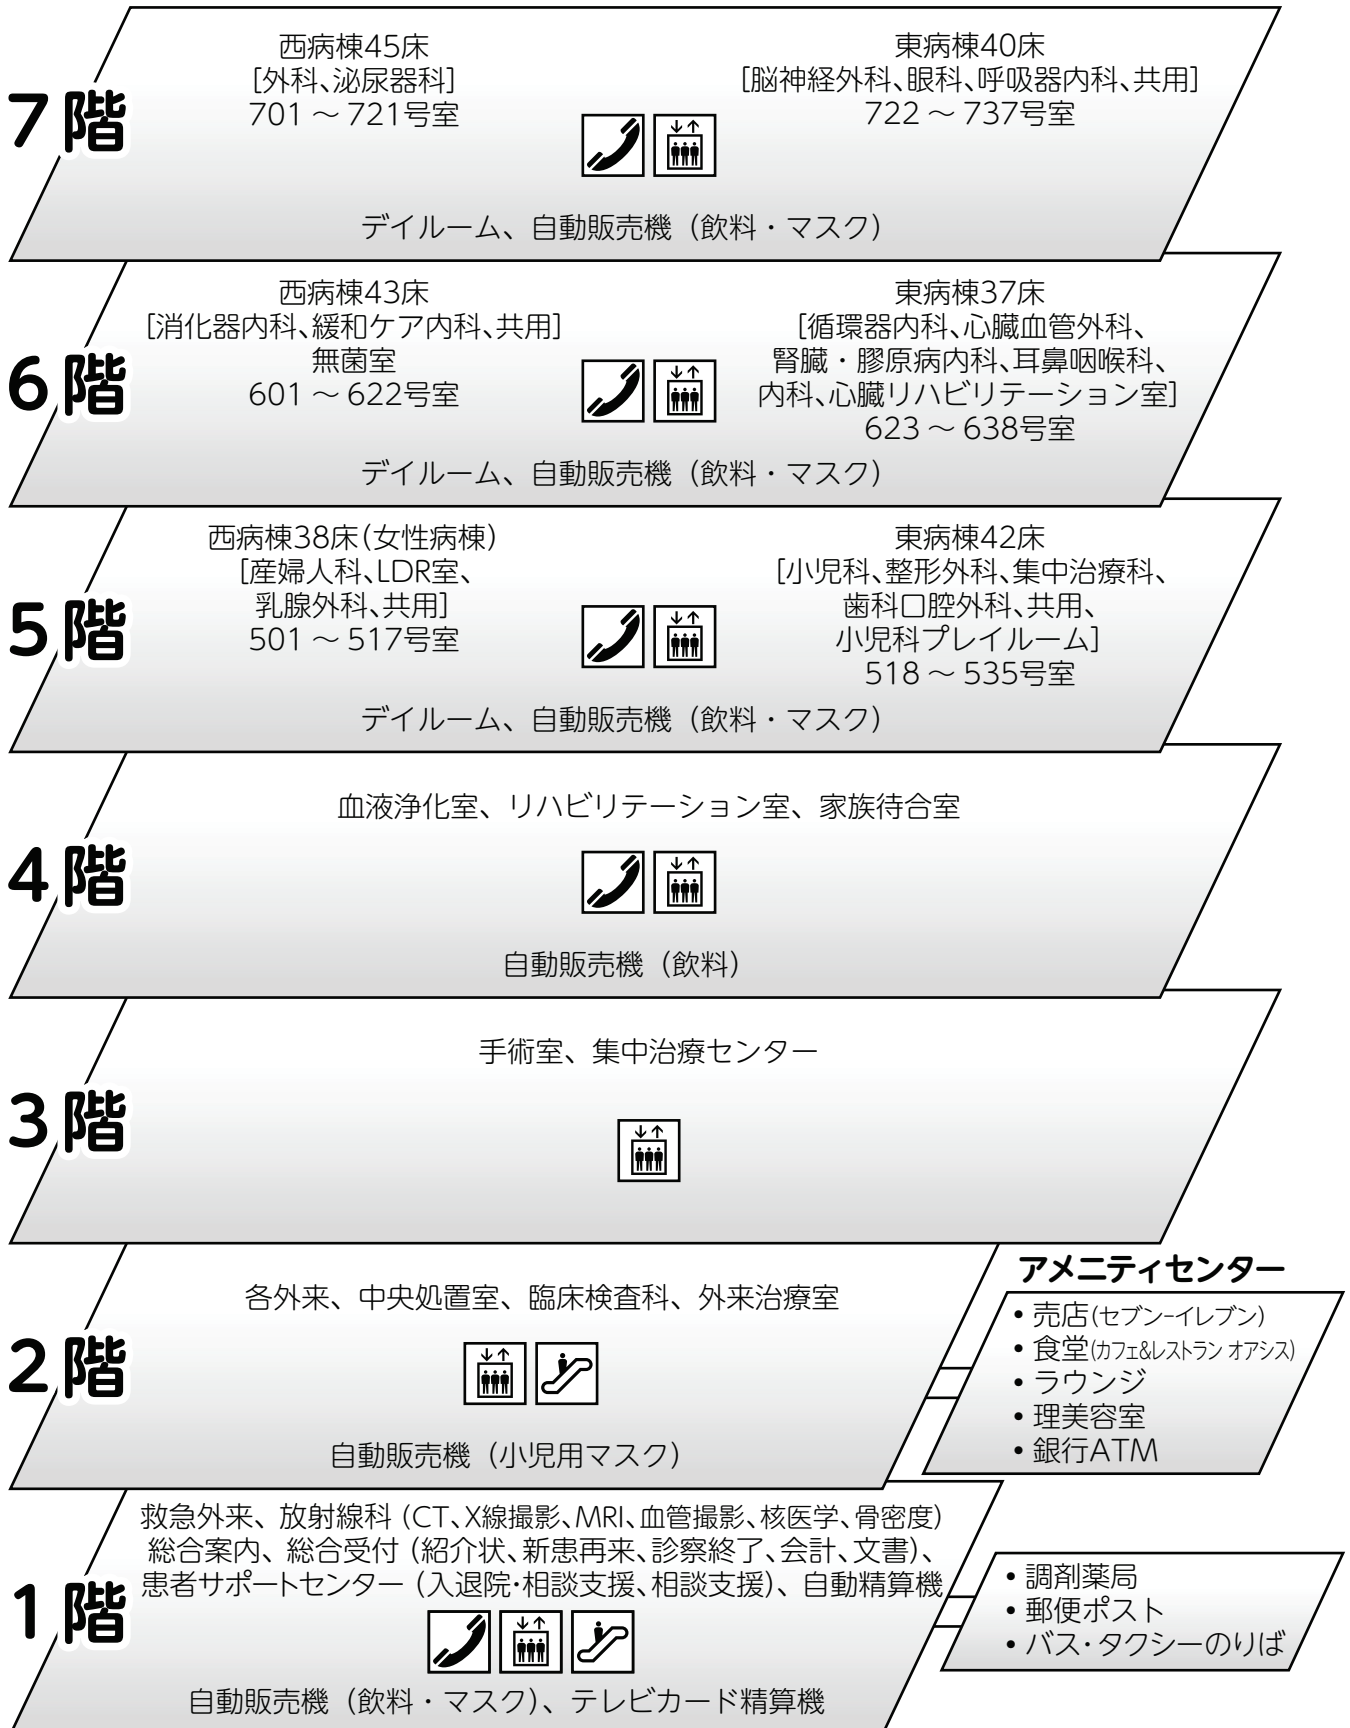 7階
西病棟45床
[外科、泌尿器科]
701～721号室
東病棟40床
[脳神経外科、眼科、呼吸器内科、共用]
722～737号室
デイルーム、自動販売機（飲料・マスク）
6階
西病棟43床
[消化器内科、緩和ケア内科、共用]
無菌室
601～622号室
東病棟37床
[循環器内科、心臓血管外科、
腎臓・膠原病内科、耳鼻咽喉科、
内科、心臓リハビリテーション室]
623～638号室
デイルーム、自動販売機（飲料・マスク）
5階
西病棟38床（女性病棟）
[産婦人科、LDR室、
乳腺外科、共用]
501～517号室
東病棟42床
[小児科、整形外科、集中治療科、
歯科口腔外科、共用、
小児科プレイルーム]
518～535号室
デイルーム、自動販売機（飲料・マスク）
4階
血液浄化室、リハビリテーション室、家族待合室
自動販売機（飲料）
3階
手術室、集中治療センター
2階
各外来、中央処置室、臨床検査科、外来治療室
自動販売機（小児用マスク）
アメニティセンター
• 売店（セブン-イレブン）
• 食堂（カフェ&レストラン オアシス）
• ラウンジ
• 理美容室
• 銀行ATM
1階
救急外来、放射線科（CT、X線撮影、MRI、血管撮影、核医学、骨密度）
総合案内、総合受付（紹介状、新患再来、診察終了、会計、文書）、
患者サポートセンター（入退院・相談支援、相談支援）、自動精算機
自動販売機（飲料・マスク）、テレビカード精算機
• 調剤薬局
• 郵便ポスト
• バス・タクシーのりば